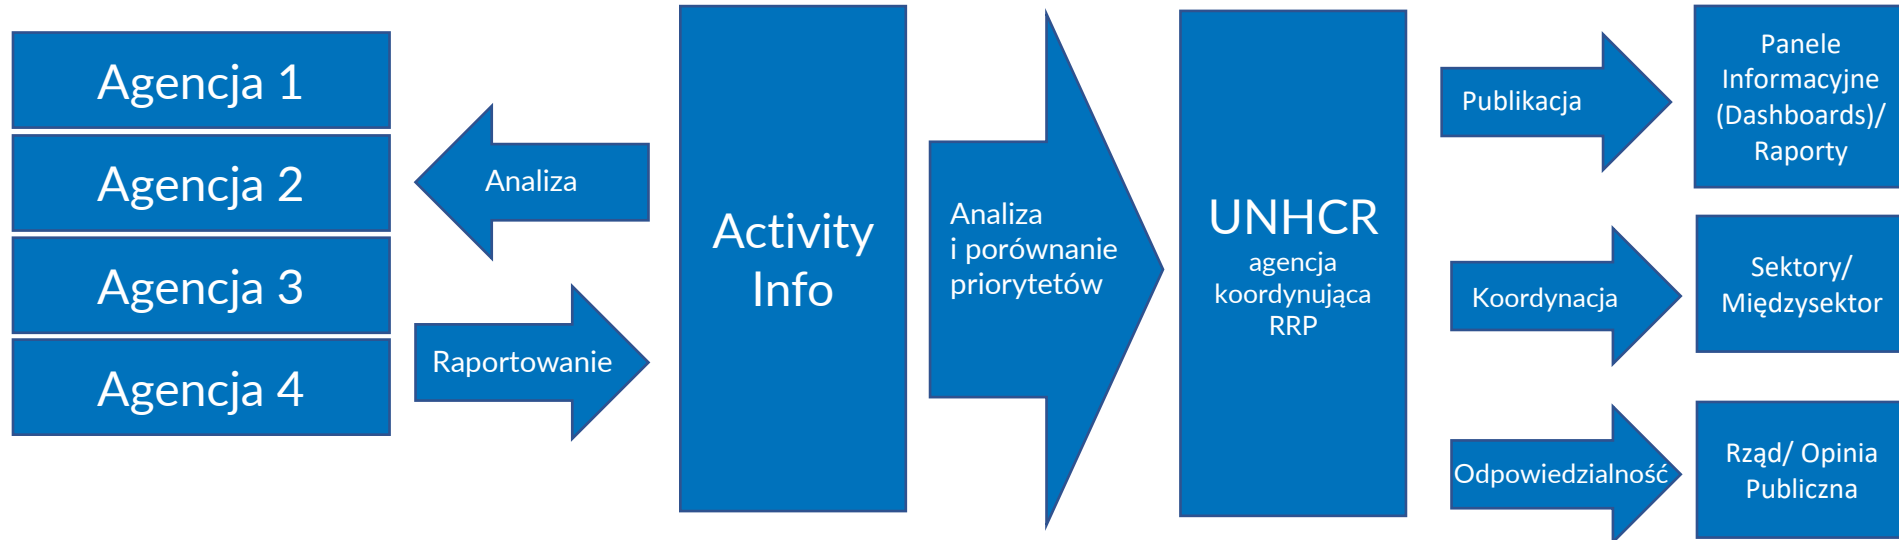 Agencja 1
Agencja 2
Agencja 3
Agencja 4
Analiza
Raportowanie
Activity
Info
Analiza
i porównanie
priorytetów
UNHCR
agencja
koordynująca
RRP
Publikacja
Koordynacja
Odpowiedzialność
Panele
Informacyjne
(Dashboards)/
Raporty
Sektory/
Międzysektor
Rząd/ Opinia
Publiczna